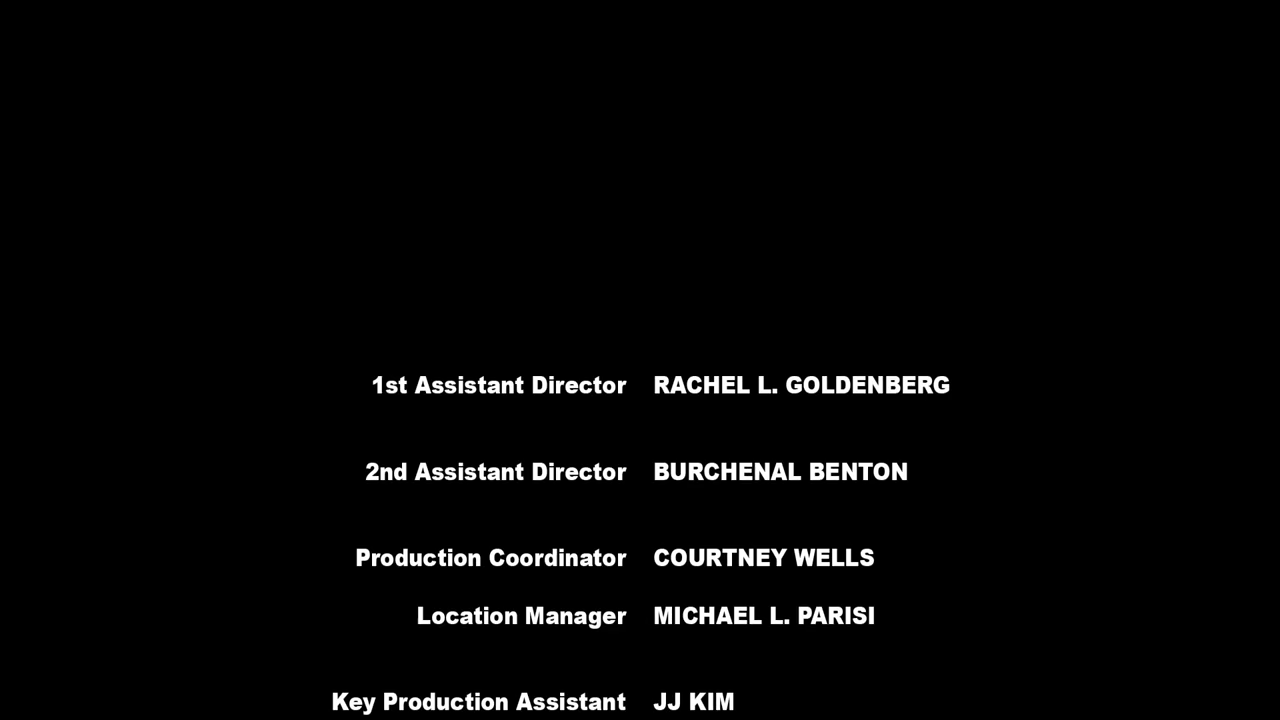 1st Assistant Director RACHEL L. GOLDENBERG
2nd Assistant Director BURCHENAL BENTON
Production Coordinator COURTNEY WELLS
Location Manager MICHAEL L. PARISI
Key Production Assistant JJ KIM